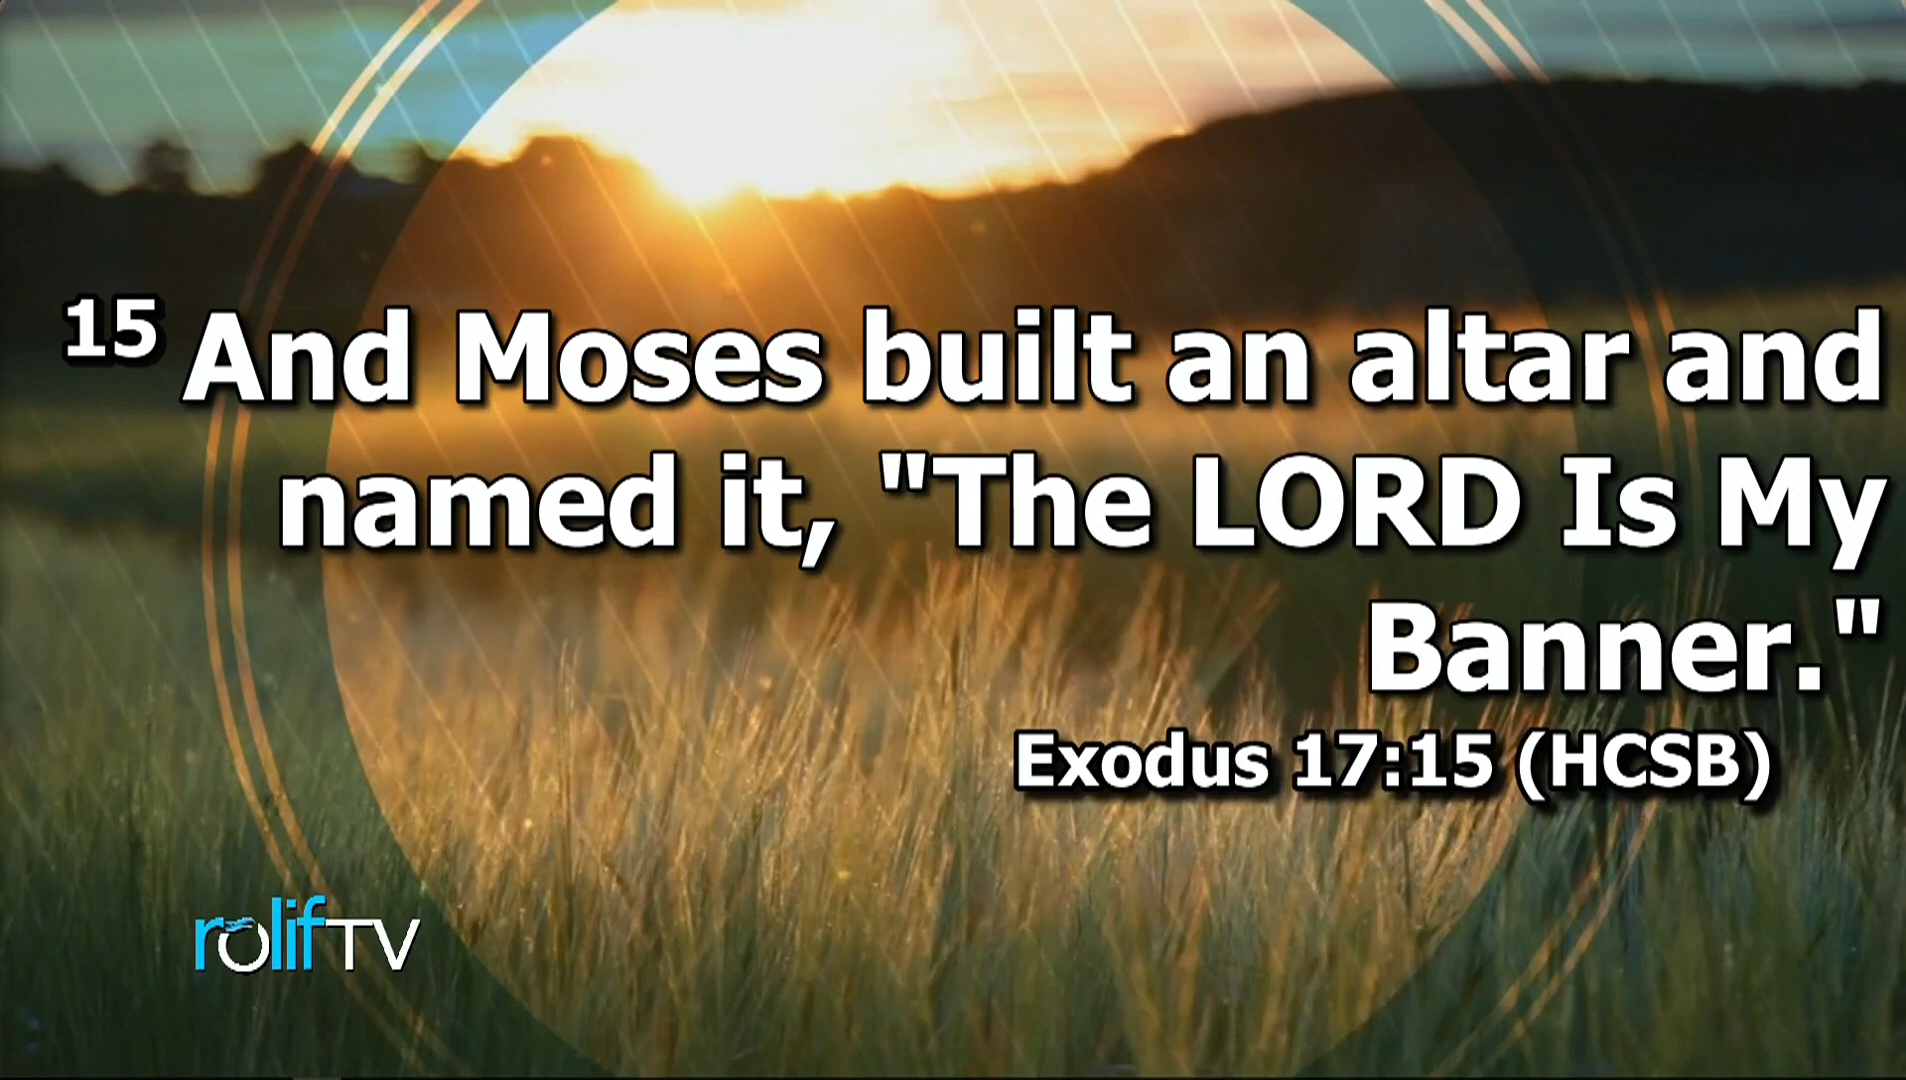 15 And Moses built an altar and
named it, "The LORD Is My
Banner."
Exodus 17:15 (HCSB)
rolifTV